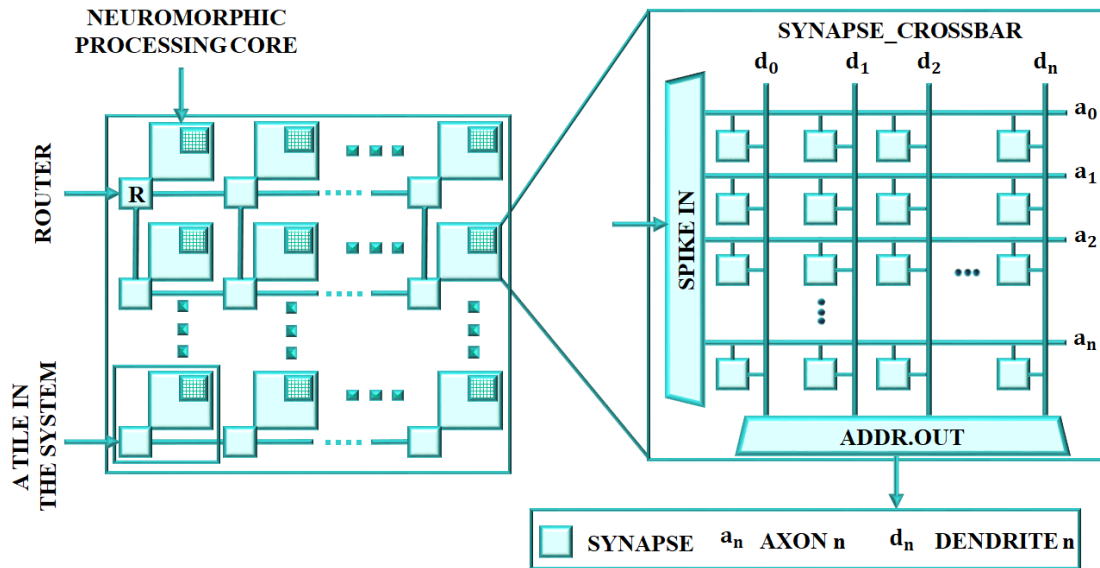 NEUROMORPHIC
PROCESSING CORE
ROUTER
R
A TILE IN
THE SYSTEM
SYNAPSE_CROSSBAR
d₀ d₁ d₂ dₙ
a₀
a₁
a₂
aₙ
SPIKE IN
ADDR.OUT
SYNAPSE aₙ AXON n dₙ DENDRITE n